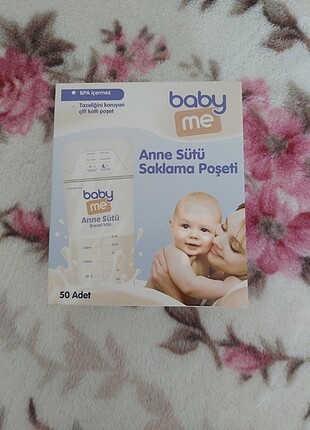 BPA içermez
Tazeliğini koruyan
çift katlı poşet
baby
me
Anne Sütü
Saklama Poşeti
baby
me
Anne Sütü
Breast Milk
50 Adet